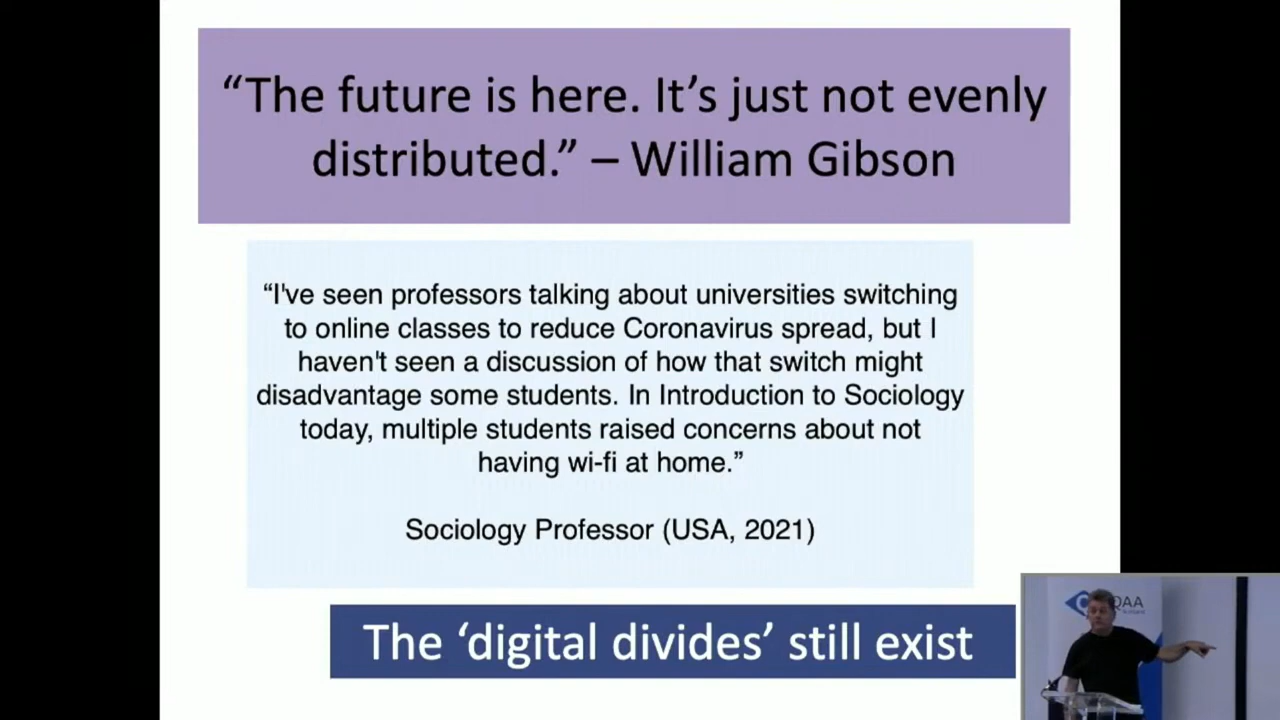 “The future is here. It’s just not evenly
distributed.” – William Gibson
“I've seen professors talking about universities switching
to online classes to reduce Coronavirus spread, but I
haven't seen a discussion of how that switch might
disadvantage some students. In Introduction to Sociology
today, multiple students raised concerns about not
having wi-fi at home.”
Sociology Professor (USA, 2021)
The ‘digital divides’ still exist
QAA